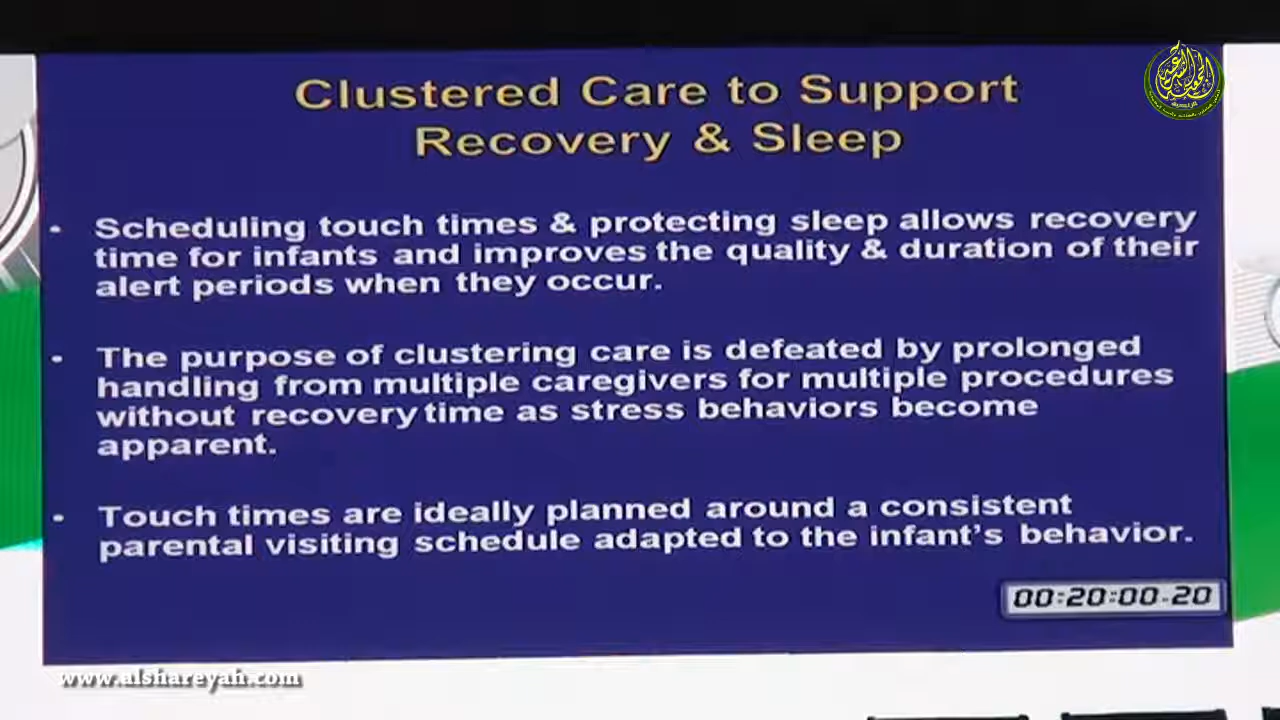 Clustered Care to Support
Recovery & Sleep
• Scheduling touch times & protecting sleep allows recovery
time for infants and improves the quality & duration of their
alert periods when they occur.
• The purpose of clustering care is defeated by prolonged
handling from multiple caregivers for multiple procedures
without recovery time as stress behaviors become
apparent.
• Touch times are ideally planned around a consistent
parental visiting schedule adapted to the infant's behavior.
00:20:00.20
www.alshareyah.com